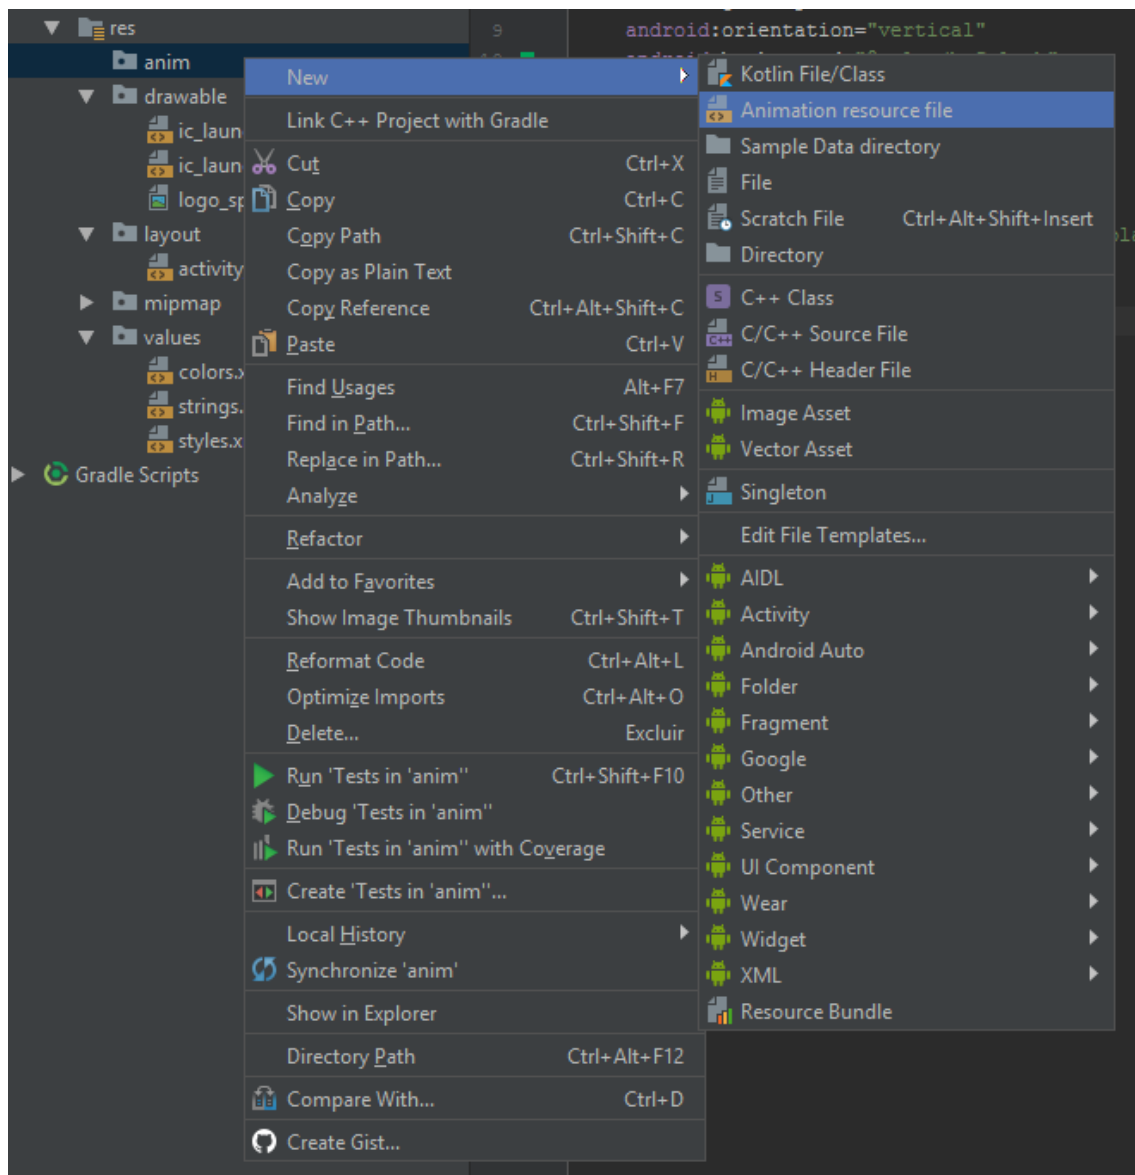 res
anim
drawable
ic_laun
ic_laun
logo_sp
layout
activity
mipmap
values
colors.x
strings.
styles.x
Gradle Scripts
9
android:orientation="vertical"
New
Link C++ Project with Gradle
Cut Ctrl+X
Copy Ctrl+C
Copy Path Ctrl+Shift+C
Copy as Plain Text
Copy Reference Ctrl+Alt+Shift+C
Paste Ctrl+V
Find Usages Alt+F7
Find in Path... Ctrl+Shift+F
Replace in Path... Ctrl+Shift+R
Analyze
Refactor
Add to Favorites
Show Image Thumbnails Ctrl+Shift+T
Reformat Code Ctrl+Alt+L
Optimize Imports Ctrl+Alt+O
Delete... Excluir
Run 'Tests in 'anim'' Ctrl+Shift+F10
Debug 'Tests in 'anim''
Run 'Tests in 'anim'' with Coverage
Create 'Tests in 'anim''...
Local History
Synchronize 'anim'
Show in Explorer
Directory Path Ctrl+Alt+F12
Compare With... Ctrl+D
Create Gist...
Kotlin File/Class
Animation resource file
Sample Data directory
File
Scratch File Ctrl+Alt+Shift+Insert
Directory
C++ Class
C/C++ Source File
C/C++ Header File
Image Asset
Vector Asset
Singleton
Edit File Templates...
AIDL
Activity
Android Auto
Folder
Fragment
Google
Other
Service
UI Component
Wear
Widget
XML
Resource Bundle